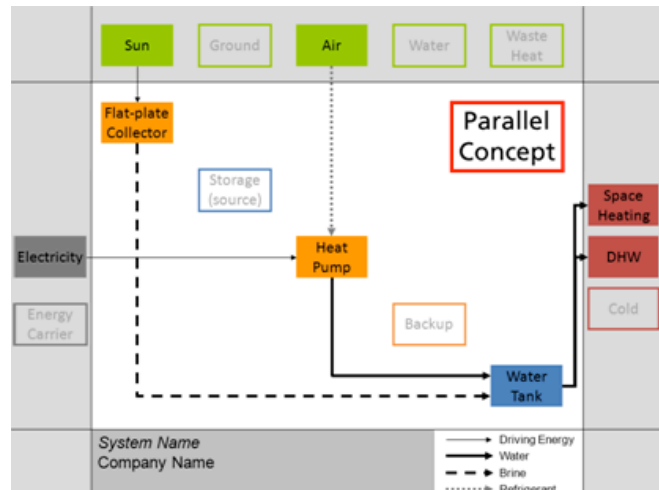 Sun
Ground
Air
Water
Waste
Heat
Flat-plate
Collector
Parallel
Concept
Storage
(source)
Space
Heating
Electricity
Heat
Pump
DHW
Energy
Carrier
Backup
Cold
Water
Tank
System Name
Company Name
Driving Energy
Water
Brine
Refrigerant